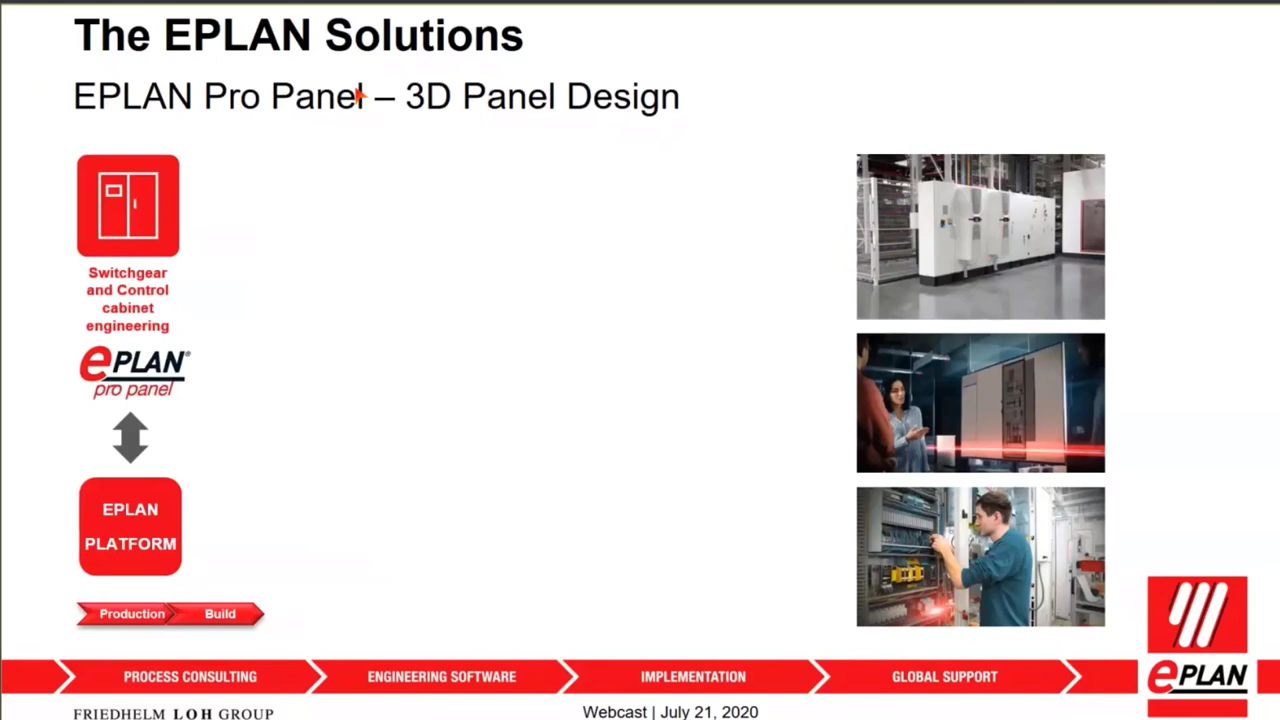 The EPLAN Solutions
EPLAN Pro Panel – 3D Panel Design
Switchgear
and Control
cabinet
engineering
ePLAN®
pro panel
EPLAN
PLATFORM
Production Build
PROCESS CONSULTING ENGINEERING SOFTWARE IMPLEMENTATION GLOBAL SUPPORT
ePLAN
FRIEDHELM LOH GROUP
Webcast | July 21, 2020